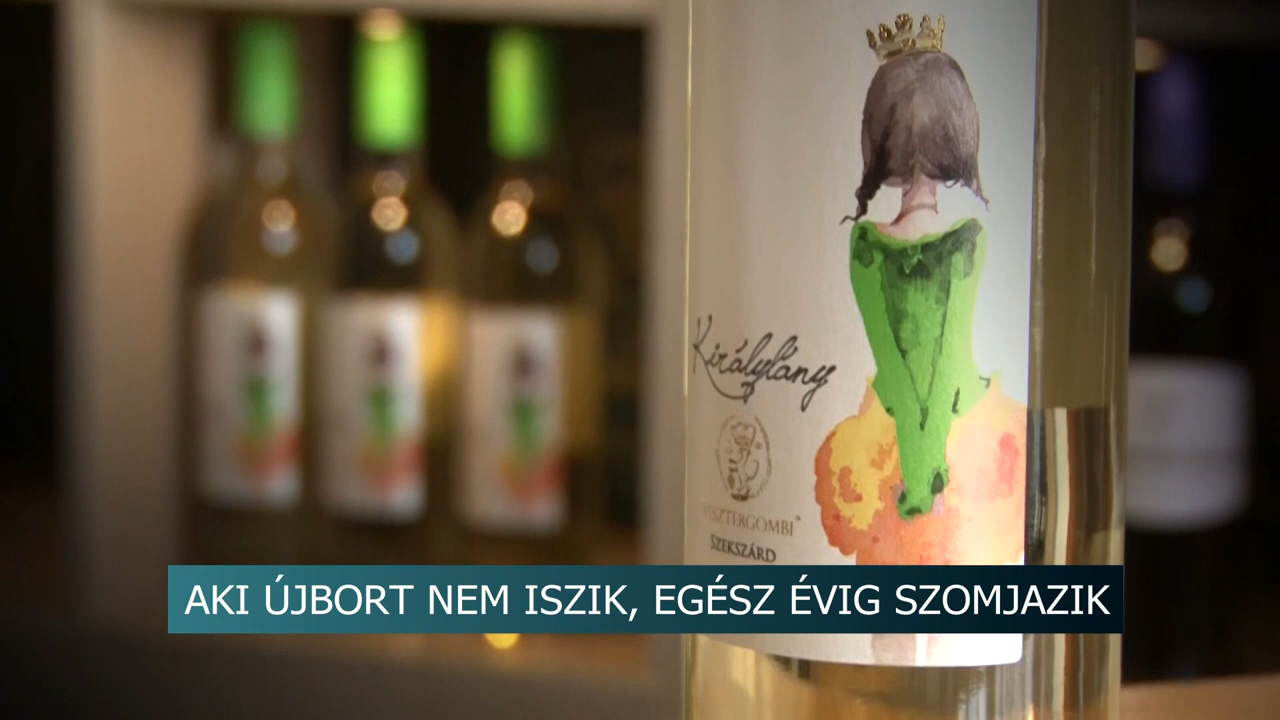 Királylány
SZEKSZÁRD
AKI ÚJBORT NEM ISZIK, EGÉSZ ÉVIG SZOMJAZIK